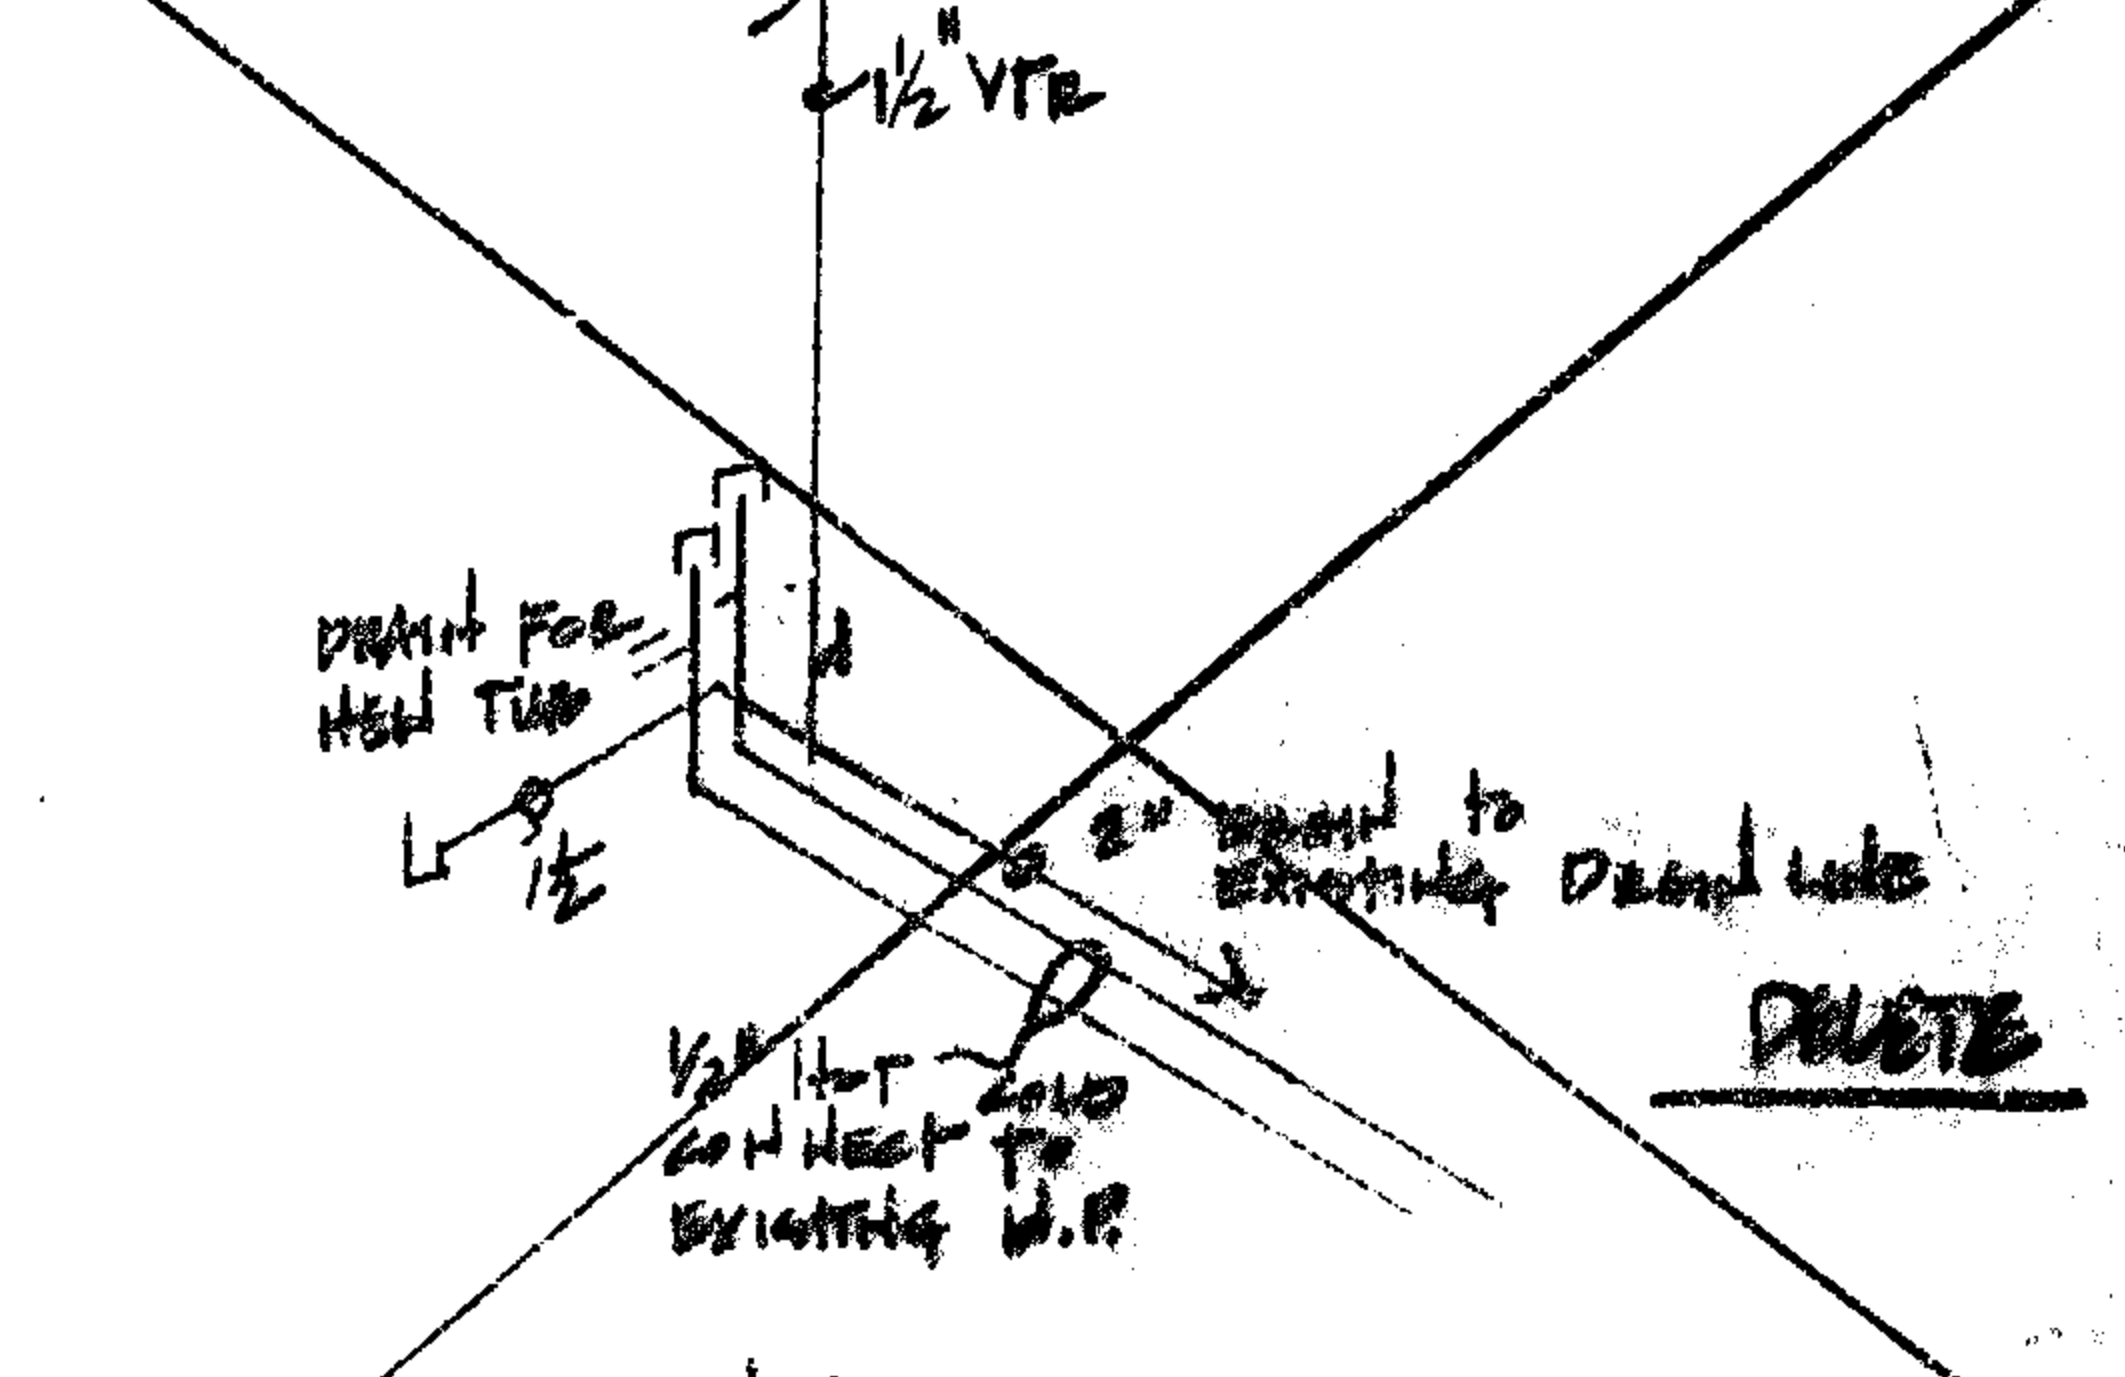 1½" VTR
DRAIN FOR
NEW TUB
1½
2" DRAIN to
EXISTING DRAIN LINE
DELETE
½" HOT
COLD
CONNECT TO
EXISTING W.P.